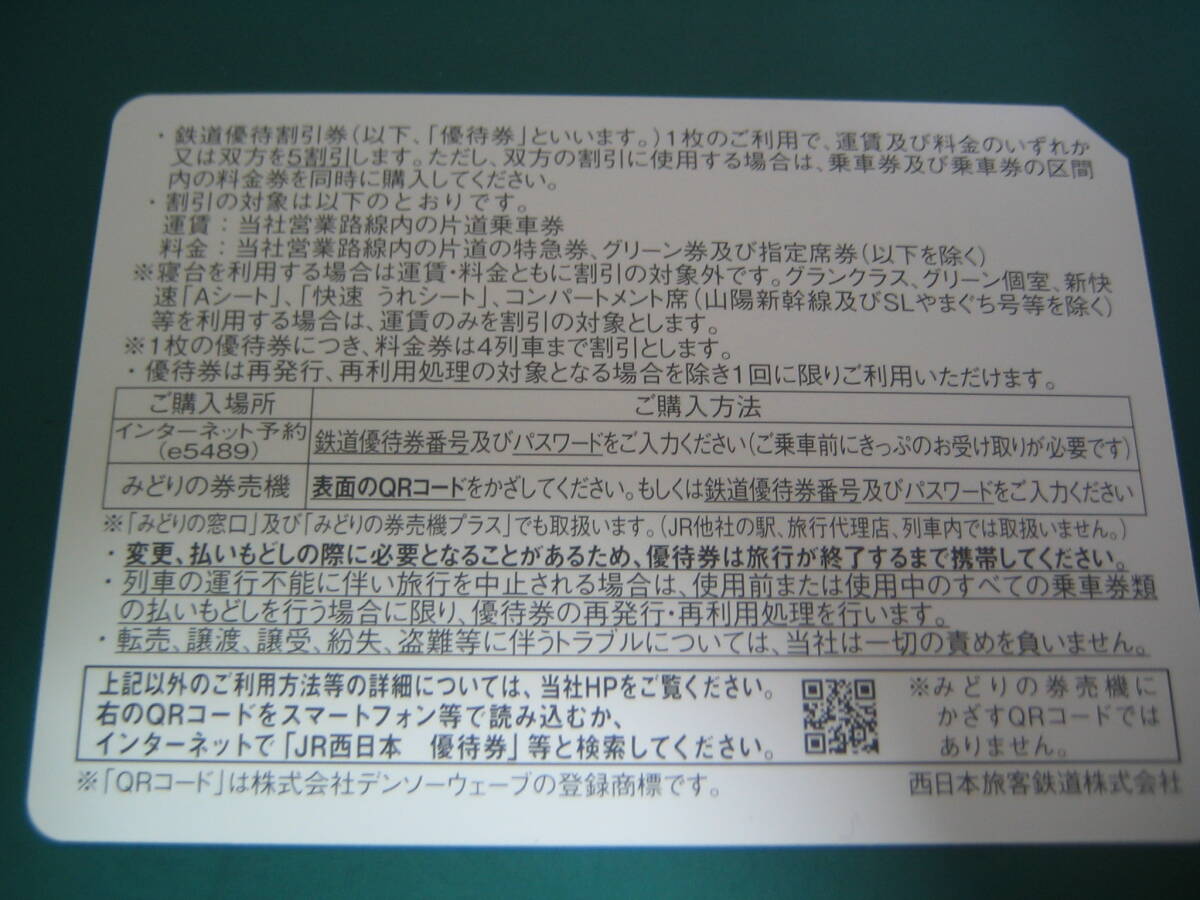 ・鉄道優待割引券(以下、「優待券」といいます。)1枚のご利用で、運賃及び料金のいずれか
又は双方を5割引します。ただし、双方の割引に使用する場合は、乗車券及び乗車券の区間
内の料金券を同時に購入してください。
・割引の対象は以下のとおりです。
運賃:当社営業路線内の片道乗車券
料金:当社営業路線内の片道の特急券、グリーン券及び指定席券(以下を除く)
※寝台を利用する場合は運賃・料金ともに割引の対象外です。グランクラス、グリーン個室、新快
速「Aシート」、「快速 うれシート」、コンパートメント席(山陽新幹線及びSLやまぐち号等を除く)
等を利用する場合は、運賃のみを割引の対象とします。
※1枚の優待券につき、料金券は4列車まで割引とします。
・優待券は再発行、再利用処理の対象となる場合を除き1回に限りご利用いただけます。
ご購入場所 ご購入方法
インターネット予約
(e5489) 鉄道優待券番号及びパスワードをご入力ください(ご乗車前にきっぷのお受け取りが必要です)
みどりの券売機 表面のQRコードをかざしてください。もしくは鉄道優待券番号及びパスワードをご入力ください
※「みどりの窓口」及び「みどりの券売機プラス」でも取扱います。(JR他社の駅、旅行代理店、列車内では取扱いません。)
・変更、払いもどしの際に必要となることがあるため、優待券は旅行が終了するまで携帯してください。
・列車の運行不能に伴い旅行を中止される場合は、使用前または使用中のすべての乗車券類
の払いもどしを行う場合に限り、優待券の再発行・再利用処理を行います。
・転売、譲渡、譲受、紛失、盗難等に伴うトラブルについては、当社は一切の責めを負いません。
上記以外のご利用方法等の詳細については、当社HPをご覧ください。
右のQRコードをスマートフォン等で読み込むか、
インターネットで「JR西日本 優待券」等と検索してください。
※みどりの券売機に
かざすQRコードでは
ありません。
※「QRコード」は株式会社デンソーウェーブの登録商標です。
西日本旅客鉄道株式会社